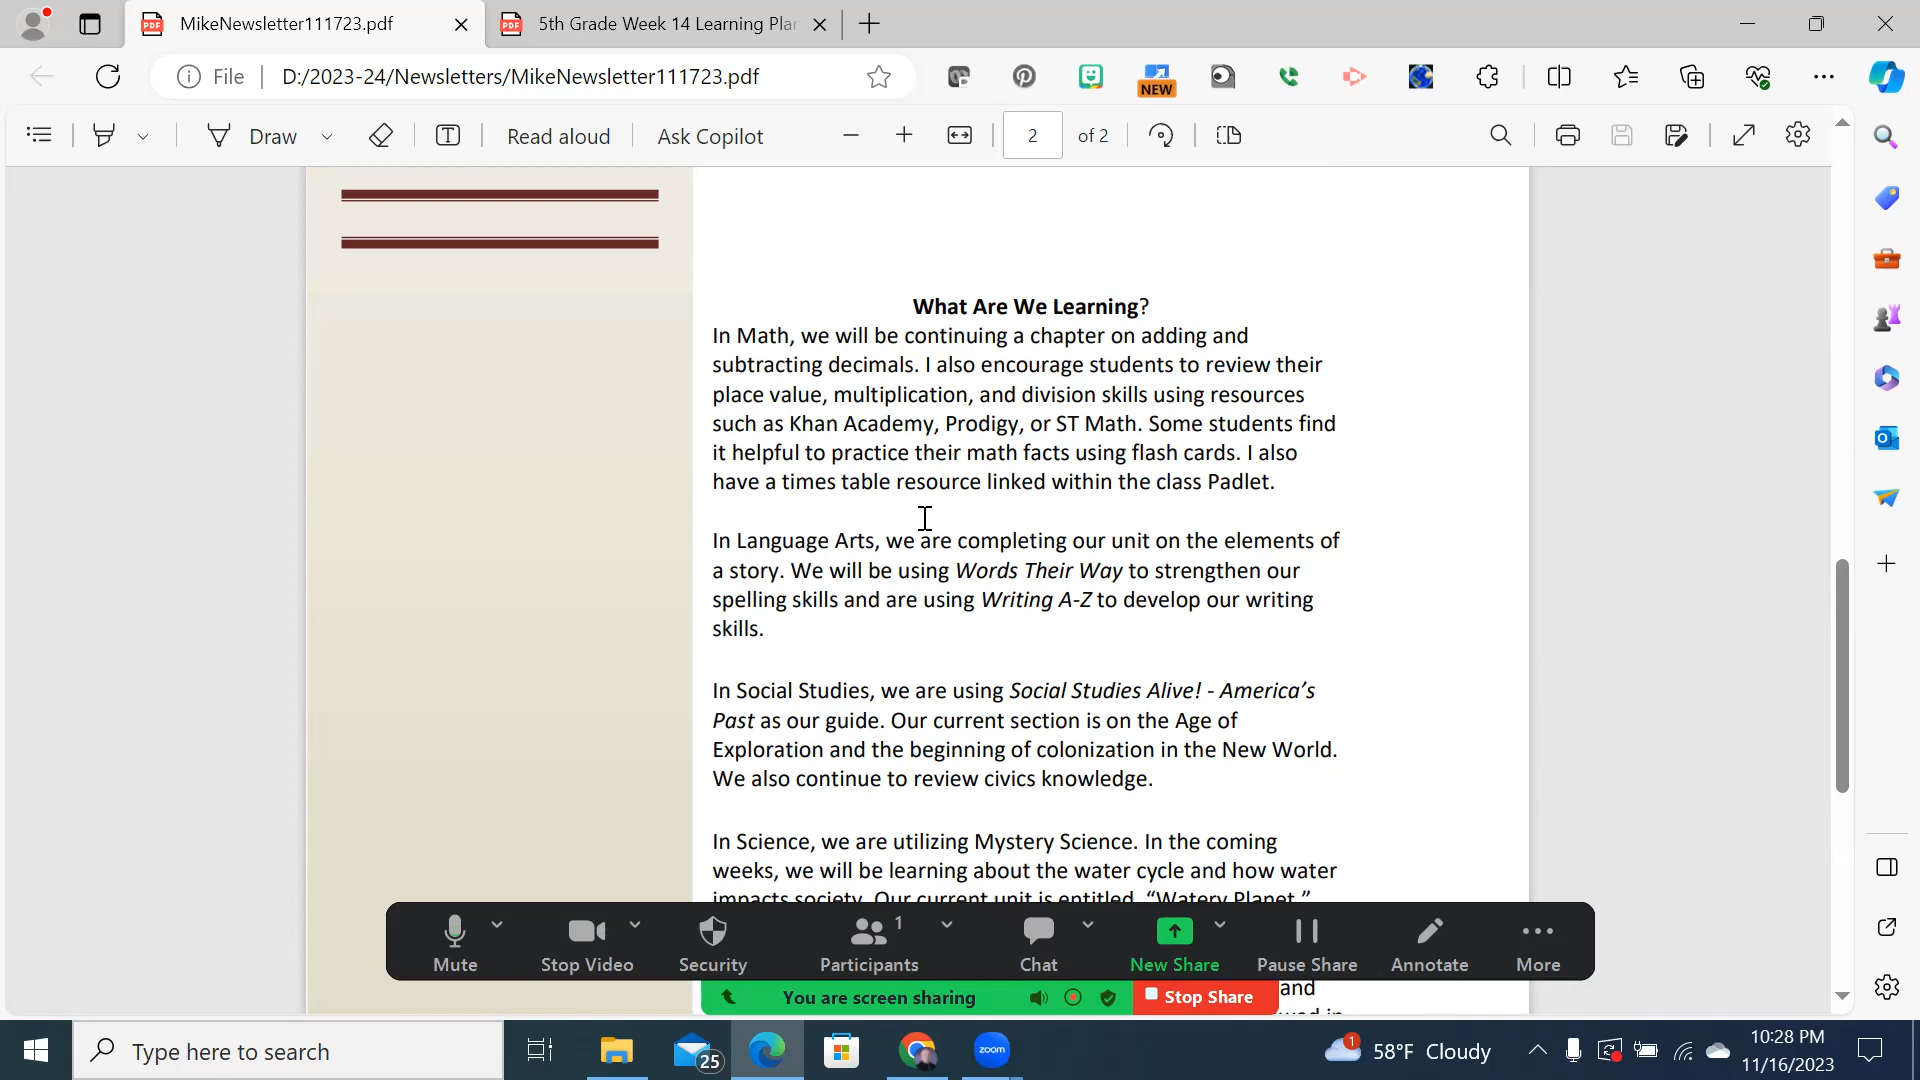 MikeNewsletter111723.pdf
5th Grade Week 14 Learning Plan
File
D:/2023-24/Newsletters/MikeNewsletter111723.pdf
NEW
Draw
Read aloud
Ask Copilot
2 of 2
What Are We Learning?
In Math, we will be continuing a chapter on adding and
subtracting decimals. I also encourage students to review their
place value, multiplication, and division skills using resources
such as Khan Academy, Prodigy, or ST Math. Some students find
it helpful to practice their math facts using flash cards. I also
have a times table resource linked within the class Padlet.
In Language Arts, we are completing our unit on the elements of
a story. We will be using Words Their Way to strengthen our
spelling skills and are using Writing A-Z to develop our writing
skills.
In Social Studies, we are using Social Studies Alive! - America's
Past as our guide. Our current section is on the Age of
Exploration and the beginning of colonization in the New World.
We also continue to review civics knowledge.
In Science, we are utilizing Mystery Science. In the coming
weeks, we will be learning about the water cycle and how water
impacts society. Our current unit is entitled, “Watery Planet.”
Mute
Stop Video
Security
Participants
1
Chat
New Share
Pause Share
Annotate
More
You are screen sharing
Stop Share
and
Type here to search
25
zoom
1
58°F Cloudy
10:28 PM
11/16/2023